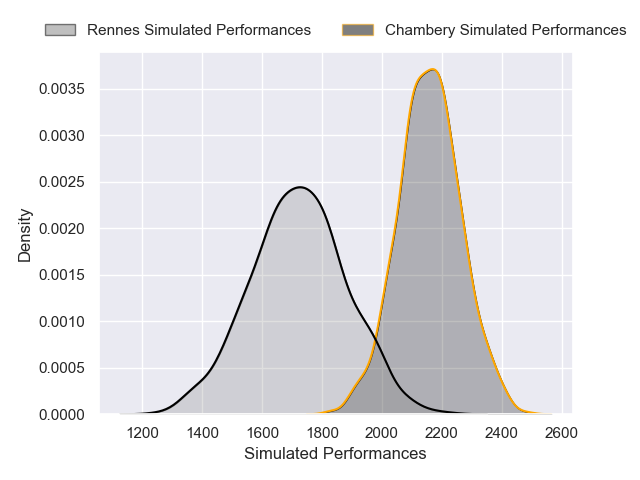 Rennes Simulated Performances Chambery Simulated Performances
0.0035
0.0030
0.0025
0.0020
0.0015
0.0010
0.0005
0.0000
Density
1200 1400 1600 1800 2000 2200 2400 2600
Simulated Performances